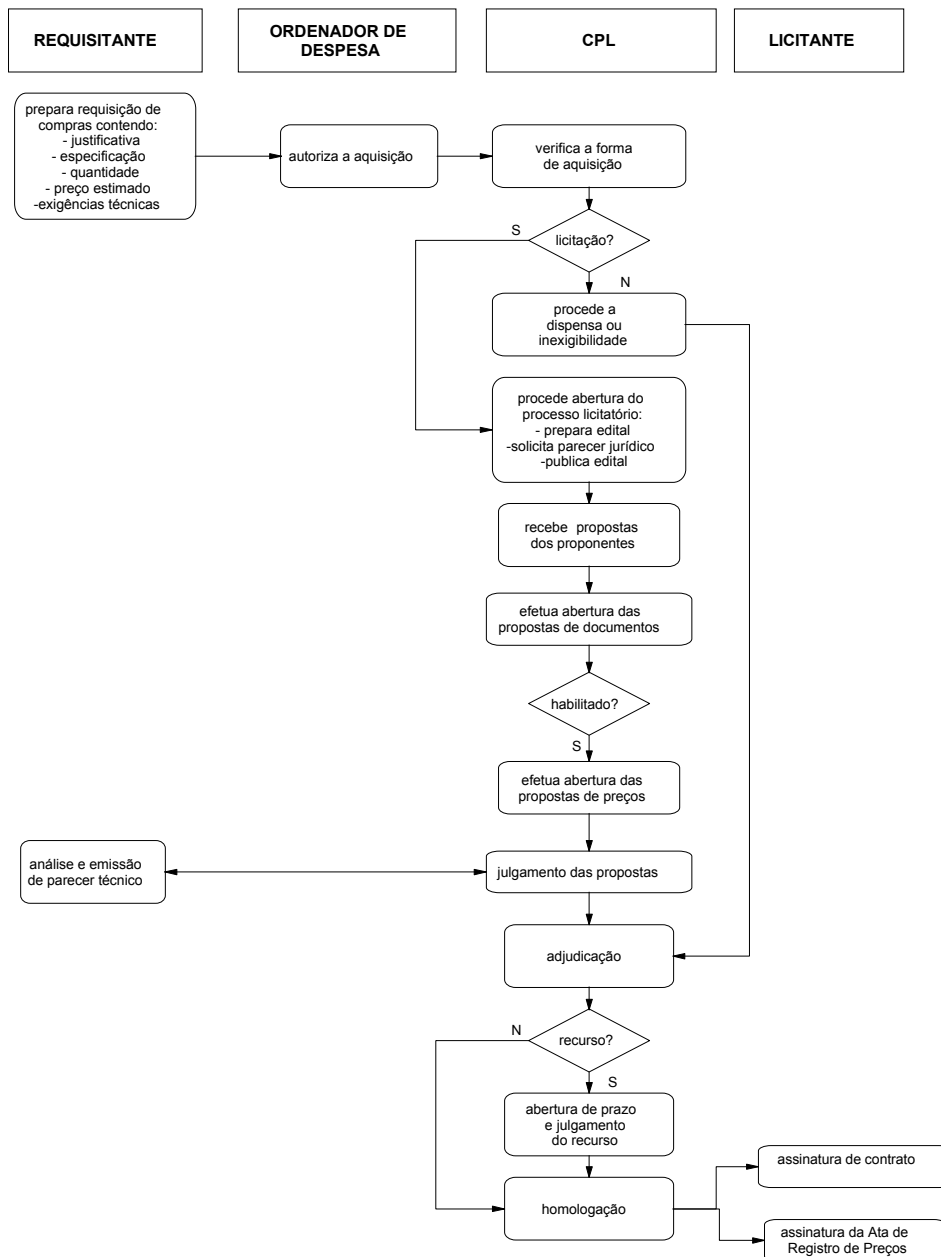 REQUISITANTE
ORDENADOR DE
DESPESA
CPL
LICITANTE
prepara requisição de
compras contendo:
- justificativa
- especificação
- quantidade
- preço estimado
-exigências técnicas
autoriza a aquisição
verifica a forma
de aquisição
S
licitação?
N
procede a
dispensa ou
inexigibilidade
procede abertura do
processo licitatório:
- prepara edital
-solicita parecer jurídico
-publica edital
recebe propostas
dos proponentes
efetua abertura das
propostas de documentos
habilitado?
S
efetua abertura das
propostas de preços
análise e emissão
de parecer técnico
julgamento das propostas
adjudicação
N
recurso?
S
abertura de prazo
e julgamento
do recurso
homologação
assinatura de contrato
assinatura da Ata de
Registro de Preços